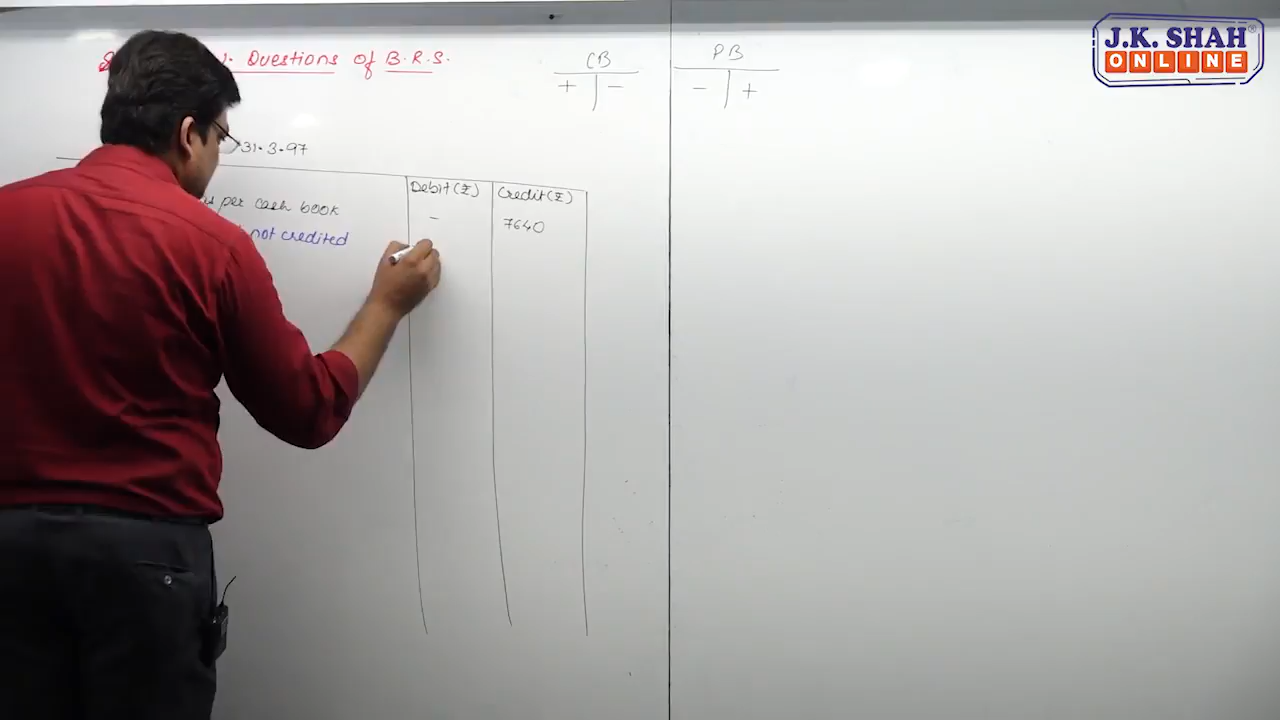 Questions of B.R.S.
CB
PB
+ | -
- | +
J.K. SHAH®
ONLINE
31.3.97
Debit (₹) Credit (₹)
per cash book - 7640
not credited